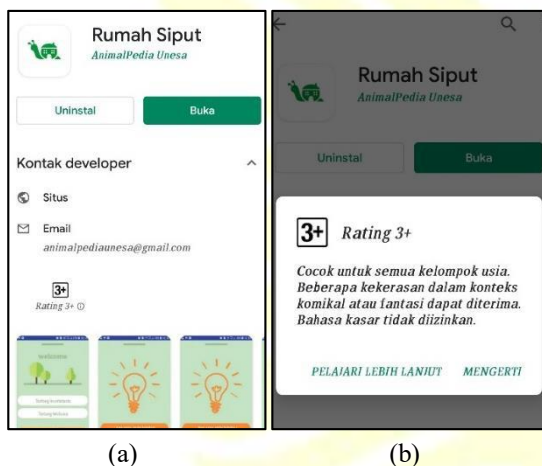 Rumah Siput
AnimalPedia Unesa
Uninstal
Buka
Kontak developer
Situs
Email
animalpediaunesa@gmail.com
3+
Rating 3+
welcome
(a)
Rumah Siput
AnimalPedia Unesa
Uninstal
Buka
3+ Rating 3+
Cocok untuk semua kelompok usia.
Beberapa kekerasan dalam konteks
komikal atau fantasi dapat diterima.
Bahasa kasar tidak diizinkan.
PELAJARI LEBIH LANJUT MENGERTI
(b)